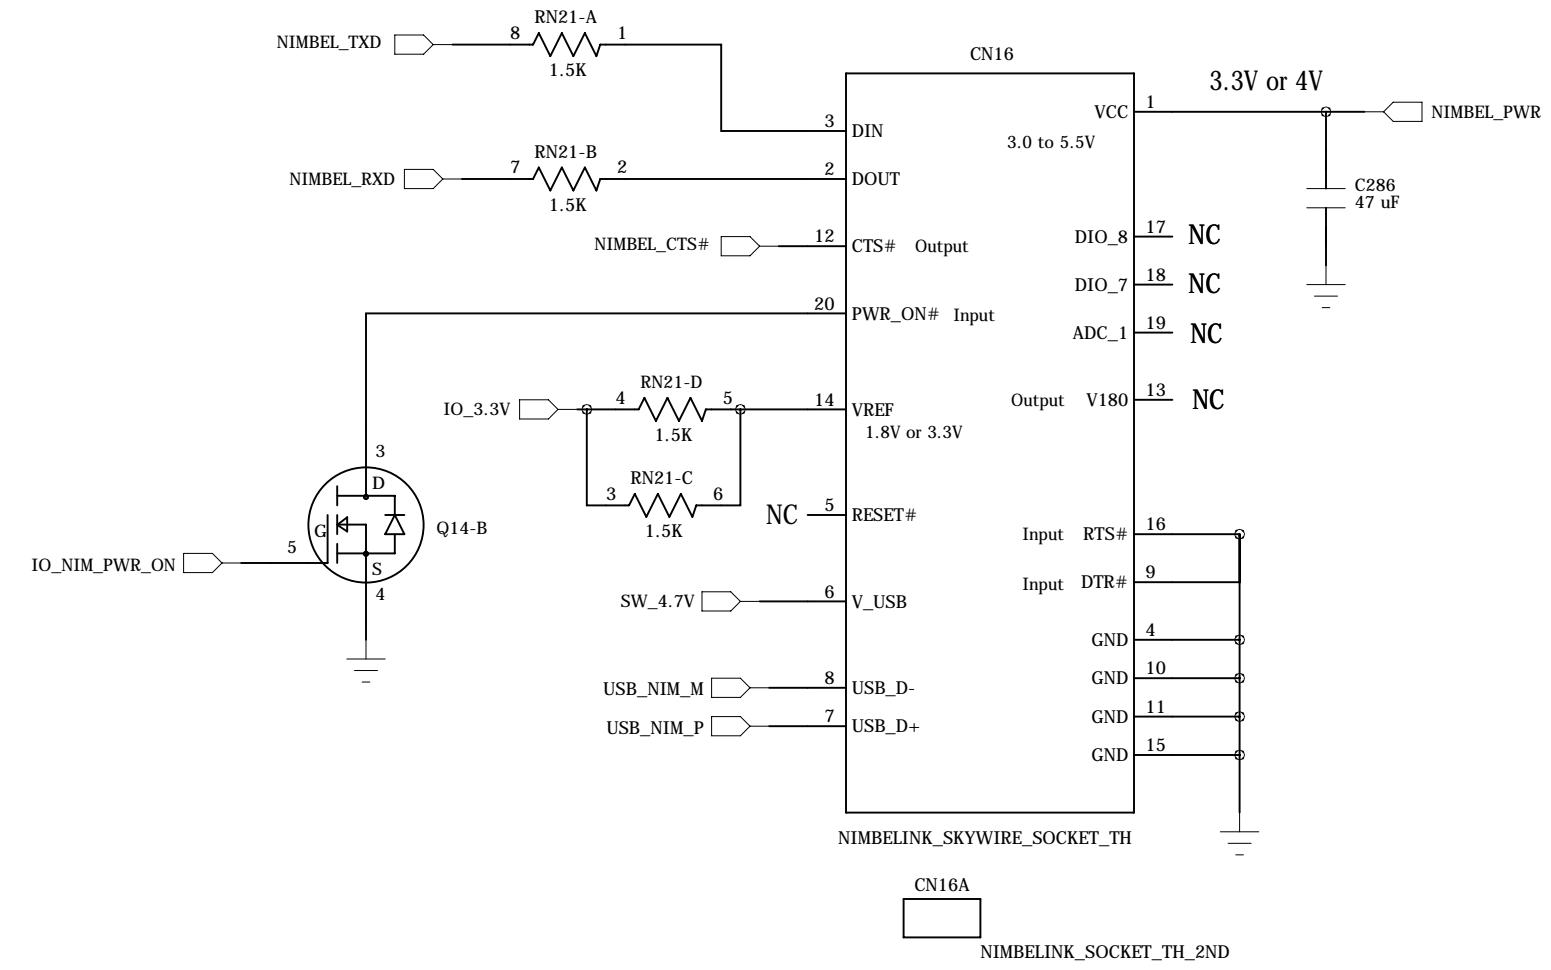 RN21-A
NIMBEL_TXD 8 1
1.5K
CN16
3.3V or 4V
VCC 1 NIMBEL_PWR
3 DIN
3.0 to 5.5V
RN21-B
NIMBEL_RXD 7 2 2 DOUT
1.5K
C286
47 uF
NIMBEL_CTS# 12 CTS# Output
DIO_8 17 NC
DIO_7 18 NC
20 PWR_ON# Input
ADC_1 19 NC
RN21-D
IO_3.3V 4 5 14 VREF
1.5K
1.8V or 3.3V
Output V180 13 NC
3
D
RN21-C
3 6
1.5K
NC 5 RESET#
G
Q14-B
Input RTS# 16
5
IO_NIM_PWR_ON
S
4
Input DTR# 9
SW_4.7V 6 V_USB
GND 4
GND 10
USB_NIM_M 8 USB_D-
GND 11
USB_NIM_P 7 USB_D+
GND 15
NIMBELINK_SKYWIRE_SOCKET_TH
CN16A
NIMBELINK_SOCKET_TH_2ND